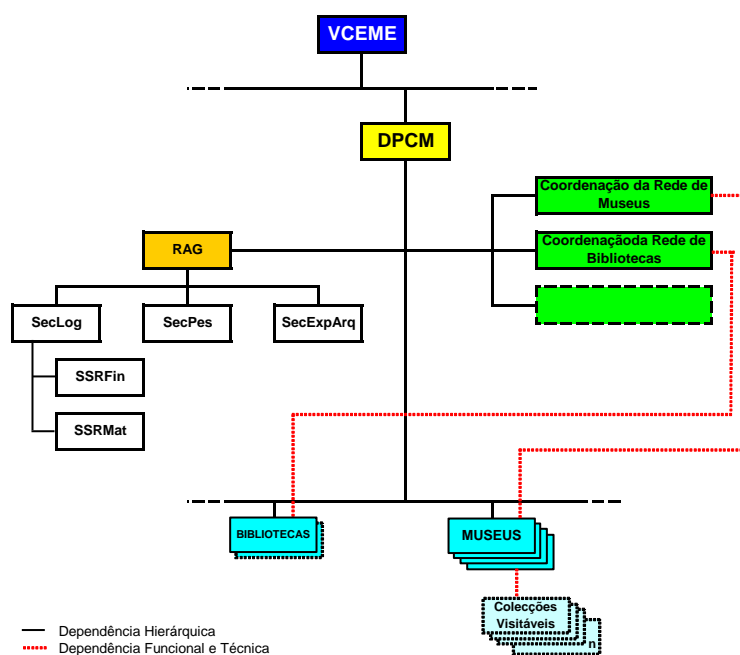 VCEME
DPCM
Coordenação da Rede de
Museus
RAG
Coordenaçãoda Rede de
Bibliotecas
SecLog
SecPes
SecExpArq
SSRFin
SSRMat
BIBLIOTECAS
MUSEUS
Colecções
Visitáveis
n
Dependência Hierárquica
Dependência Funcional e Técnica